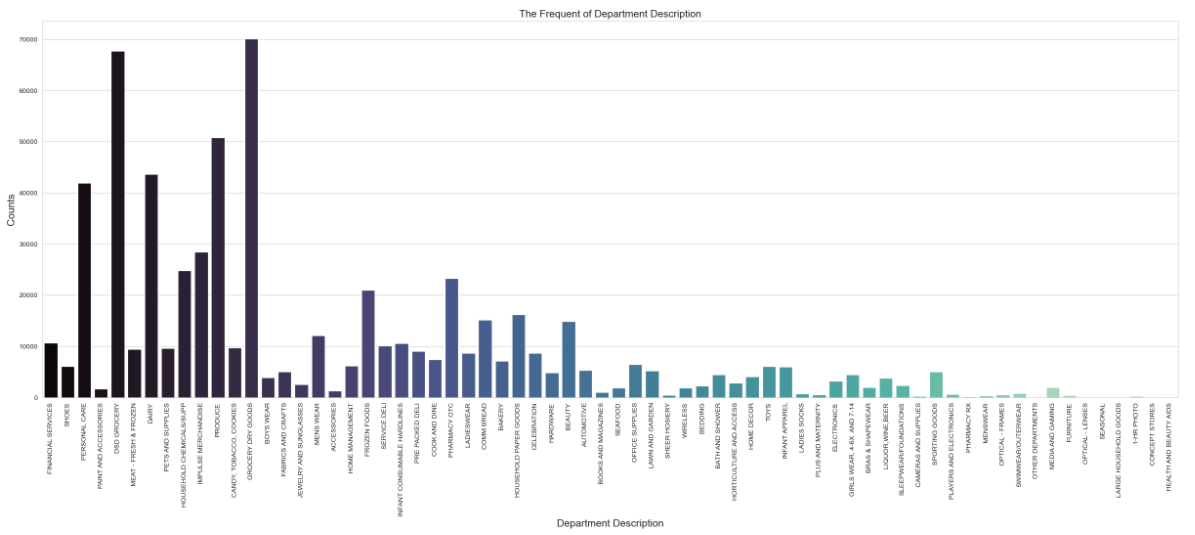 The Frequent of Department Description
Counts
70000
60000
50000
40000
30000
20000
10000
0
FINANCIAL SERVICES
SHOES
PERSONAL CARE
PAINT AND ACCESSORIES
DSD GROCERY
MEAT - FRESH & FROZEN
DAIRY
PETS AND SUPPLIES
HOUSEHOLD CHEMICALS/SUPP
IMPULSE MERCHANDISE
PRODUCE
CANDY, TOBACCO, COOKIES
GROCERY DRY GOODS
BOYS WEAR
FABRICS AND CRAFTS
JEWELRY AND SUNGLASSES
MENS WEAR
ACCESSORIES
HOME MANAGEMENT
FROZEN FOODS
SERVICE DELI
INFANT CONSUMABLE HARDLINES
PRE PACKED DELI
COOK AND DINE
PHARMACY OTC
LADIESWEAR
COMM BREAD
BAKERY
HOUSEHOLD PAPER GOODS
CELEBRATION
HARDWARE
BEAUTY
AUTOMOTIVE
BOOKS AND MAGAZINES
SEAFOOD
OFFICE SUPPLIES
LAWN AND GARDEN
SHEER HOSIERY
WIRELESS
BEDDING
BATH AND SHOWER
HORTICULTURE AND ACCESS
HOME DECOR
TOYS
INFANT APPAREL
LADIES SOCKS
PLUS AND MATERNITY
ELECTRONICS
GIRLS WEAR, 4-6X AND 7-14
BRAS & SHAPEWEAR
LIQUOR,WINE,BEER
SLEEPWEAR/FOUNDATIONS
CAMERAS AND SUPPLIES
SPORTING GOODS
PLAYERS AND ELECTRONICS
PHARMACY RX
MENSWEAR
OPTICAL - FRAMES
SWIMWEAR/OUTERWEAR
OTHER DEPARTMENTS
MEDIA AND GAMING
FURNITURE
OPTICAL - LENSES
SEASONAL
LARGE HOUSEHOLD GOODS
1-HR PHOTO
CONCEPT STORES
HEALTH AND BEAUTY AIDS
Department Description